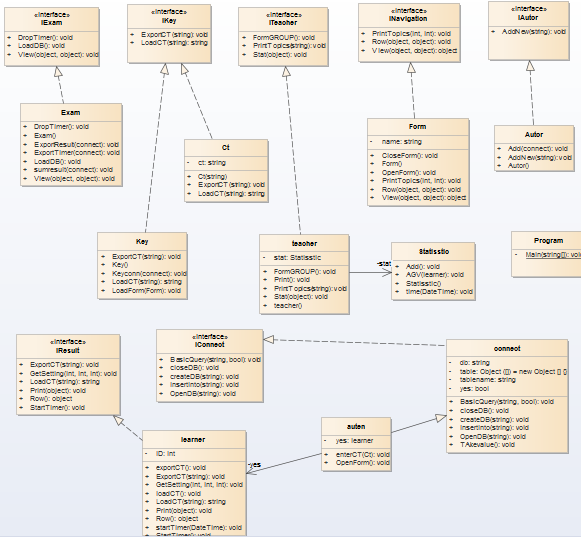 «interface»
IExam
+ DropTimer(): void
+ LoadDB(): void
+ View(object, object): void
«interface»
IKey
+ ExportCT(string): void
+ LoadCT(string): string
«interface»
ITeacher
+ FormGROUP(): void
+ PrintTopics(string): void
+ Stat(object): void
«interface»
INavigation
+ PrintTopics(int, int): void
+ Row(object, object): void
+ View(object, object): object
«interface»
IAutor
+ AddNew(string): void
Exam
+ DropTimer(): void
+ Exam()
+ ExportResult(connect): void
+ ExportTimer(connect): void
+ LoadDB(): void
+ sumresult(connect): void
+ View(object, object): void
Ct
- ct: string
+ Ct(string)
+ ExportCT(string): void
+ LoadCT(string): string
Form
- name: string
+ CloseForm(): void
+ Form()
+ OpenForm(): void
+ PrintTopics(int, int): void
+ Row(object, object): void
+ View(object, object): object
Autor
+ Add(connect): void
+ AddNew(string): void
+ Autor()
Key
+ ExportCT(string): void
+ Key()
+ Keyconn(connect): void
+ LoadCT(string): string
+ LoadForm(Form): void
teacher
- stat: Statisstic
+ FormGROUP(): void
+ Print(): void
+ PrintTopics(string): void
+ Stat(object): void
+ teacher()
-stat
Statisstic
+ Add(): void
+ AGV(learner): void
+ Statisstic()
+ time(DateTime): void
Program
- Main(string[]): void
«interface»
IResult
+ ExportCT(string): void
+ GetSetting(int, int, int): void
+ LoadCT(string): string
+ Print(object): void
+ Row(): object
+ StartTimer(): void
«interface»
IConnect
+ BasicQuery(string, bool): void
+ closeDB(): void
+ createDB(string): void
+ insertinto(string): void
+ OpenDB(string): void
connect
- db: string
- table: Object ([]) = new Object [] {}
- tablename: string
- yes: bool
+ BasicQuery(string, bool): void
+ closeDB(): void
+ createDB(string): void
+ insertinto(string): void
+ OpenDB(string): void
+ TAkevalue(): void
learner
- ID: int
+ exportCT(): void
+ ExportCT(string): void
+ GetSetting(int, int, int): void
+ loadCT(): void
+ LoadCT(string): string
+ Print(object): void
+ Row(): object
+ startTimer(DateTime): void
+ StartTimer(): void
-yes
auten
- yes: learner
+ enterCT(Ct): void
+ OpenForm(): void